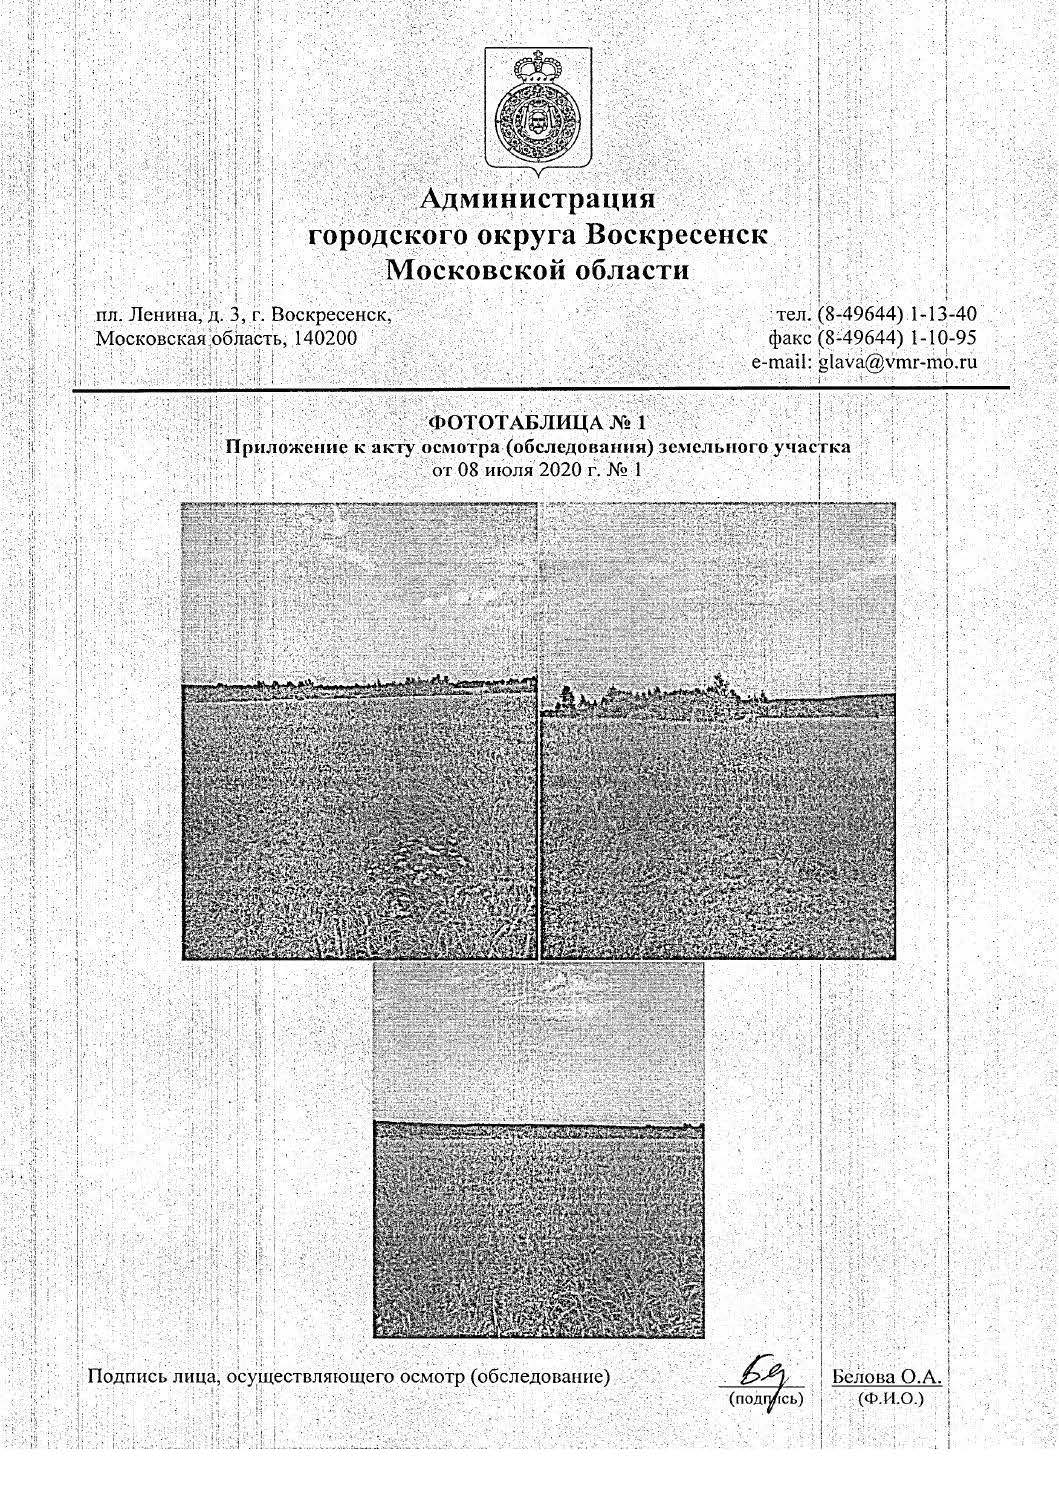 Администрация
городского округа Воскресенск
Московской области
пл. Ленина, д. 3, г. Воскресенск,
Московская область, 140200
тел. (8-49644) 1-13-40
факс (8-49644) 1-10-95
e-mail: glava@vmr-mo.ru
ФОТОТАБЛИЦА № 1
Приложение к акту осмотра (обследования) земельного участка
от 08 июля 2020 г. № 1
Подпись лица, осуществляющего осмотр (обследование)
(подпись)
Белова О.А.
(Ф.И.О.)